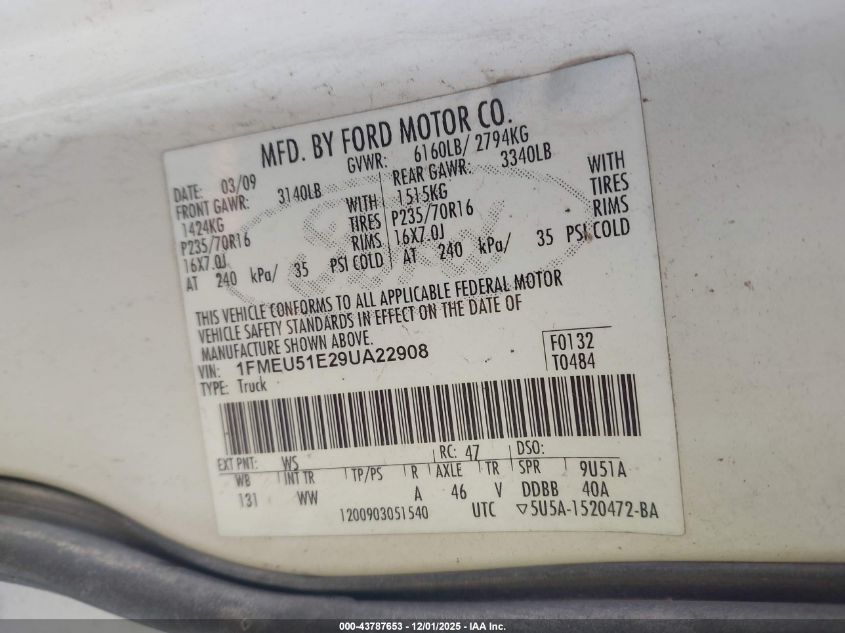 MFD. BY FORD MOTOR CO.
DATE: 03/09 GVWR: 6160LB/ 2794KG
FRONT GAWR: 3140LB REAR GAWR: 3340LB
1424KG WITH 1515KG WITH
P235/70R16 TIRES P235/70R16 TIRES
16X7.0J RIMS 16X7.0J RIMS
AT 240 kPa/ 35 PSI COLD AT 240 kPa/ 35 PSI COLD
THIS VEHICLE CONFORMS TO ALL APPLICABLE FEDERAL MOTOR
VEHICLE SAFETY STANDARDS IN EFFECT ON THE DATE OF
MANUFACTURE SHOWN ABOVE.
VIN: 1FMEU51E29UA22908 F0132
TYPE: Truck T0484
EXT PNT: WS RC: 47 DSO:
WB INT TR TP/PS R AXLE TR SPR 9U51A
131 WW A 46 V DDBB 40A
1200903051540 UTC ▽5U5A-1520472-BA
000-43787653 - 12/01/2025 - IAA Inc.